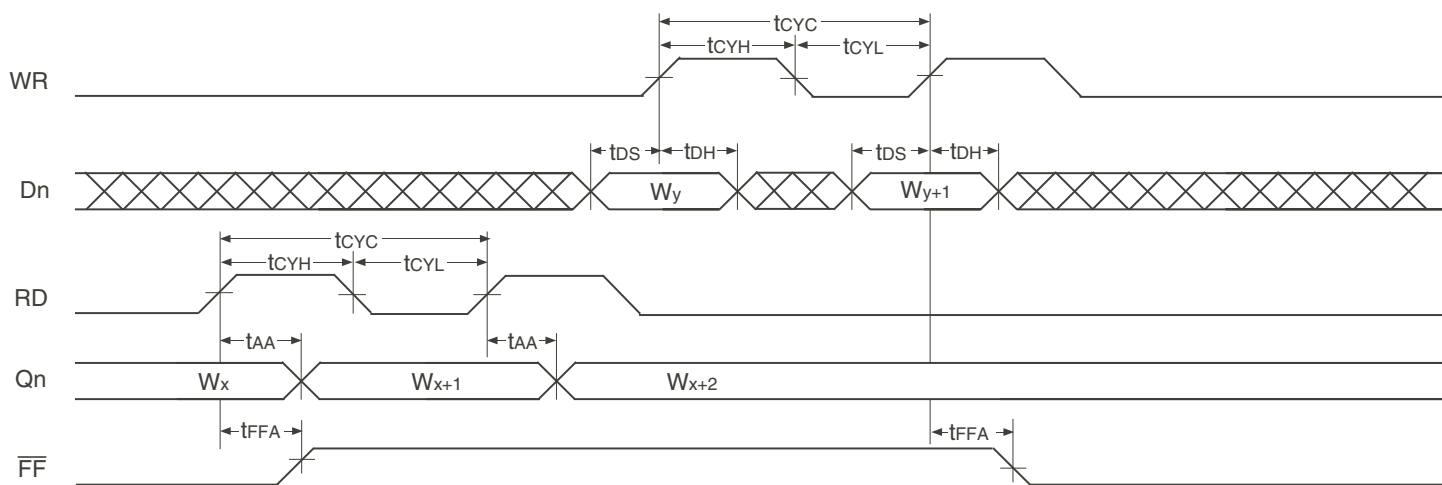 tCYC
tCYH tCYL
WR
tDS tDH tDS tDH
Dn Wy Wy+1
tCYC
tCYH tCYL
RD
tAA tAA
Qn Wx Wx+1 Wx+2
tFFA tFFA
F̅F̅